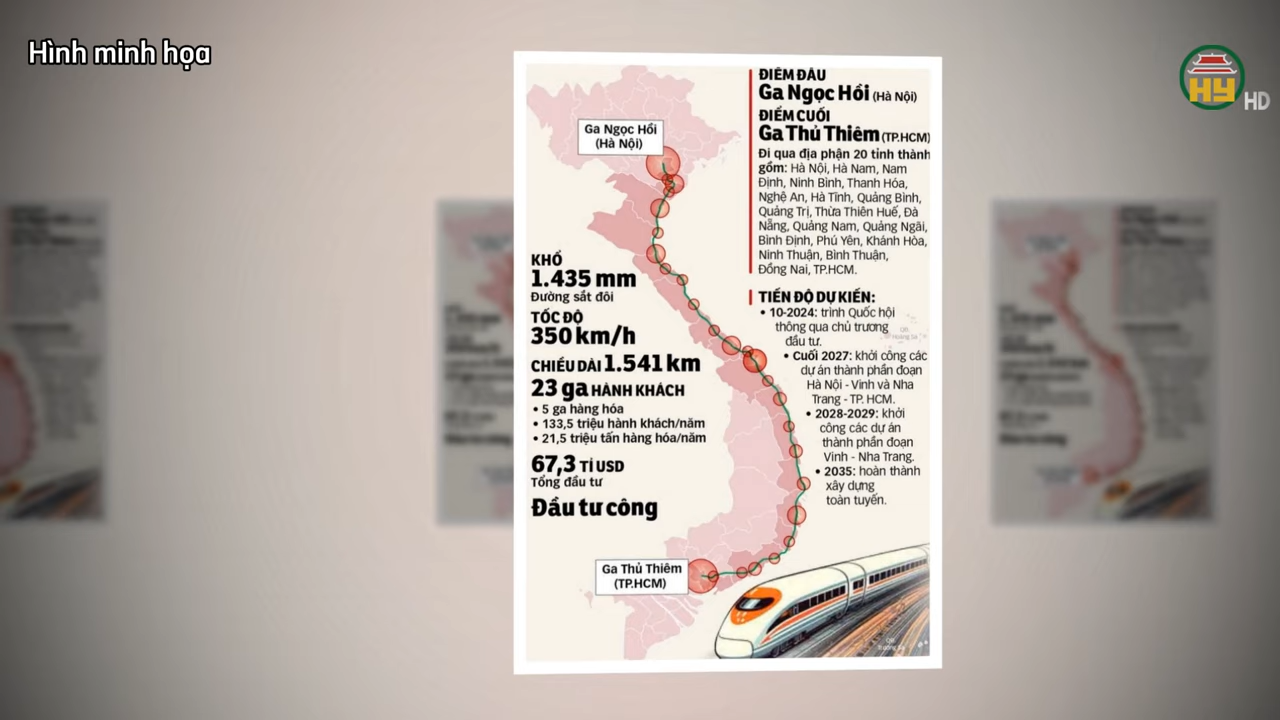 Hình minh họa
HY
HD
Ga Ngọc Hồi
(Hà Nội)
KHỔ
1.435 mm
Đường sắt đôi
TỐC ĐỘ
350 km/h
CHIỀU DÀI 1.541 km
23 ga HÀNH KHÁCH
• 5 ga hàng hóa
• 133,5 triệu hành khách/năm
• 21,5 triệu tấn hàng hóa/năm
67,3 TỈ USD
Tổng đầu tư
Đầu tư công
Ga Thủ Thiêm
(TP.HCM)
ĐIỂM ĐẦU
Ga Ngọc Hồi (Hà Nội)
ĐIỂM CUỐI
Ga Thủ Thiêm (TP.HCM)
Đi qua địa phận 20 tỉnh thành
gồm: Hà Nội, Hà Nam, Nam
Định, Ninh Bình, Thanh Hóa,
Nghệ An, Hà Tĩnh, Quảng Bình,
Quảng Trị, Thừa Thiên Huế, Đà
Nẵng, Quảng Nam, Quảng Ngãi,
Bình Định, Phú Yên, Khánh Hòa,
Ninh Thuận, Bình Thuận,
Đồng Nai, TP.HCM.
TIẾN ĐỘ DỰ KIẾN:
• 10-2024: trình Quốc hội
thông qua chủ trương
đầu tư.
• Cuối 2027: khởi công các
dự án thành phần đoạn
Hà Nội - Vinh và Nha
Trang - TP. HCM.
• 2028-2029: khởi
công các dự án
thành phần đoạn
Vinh - Nha Trang.
• 2035: hoàn thành
xây dựng
toàn tuyến.